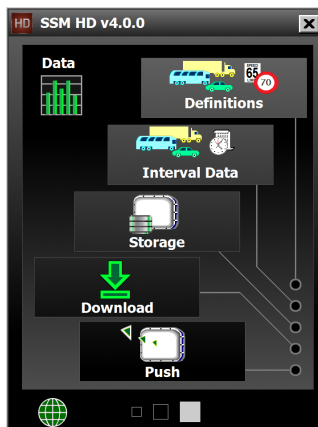 HD SSM HD v4.0.0
Data
65
70
Definitions
Interval Data
Storage
Download
Push